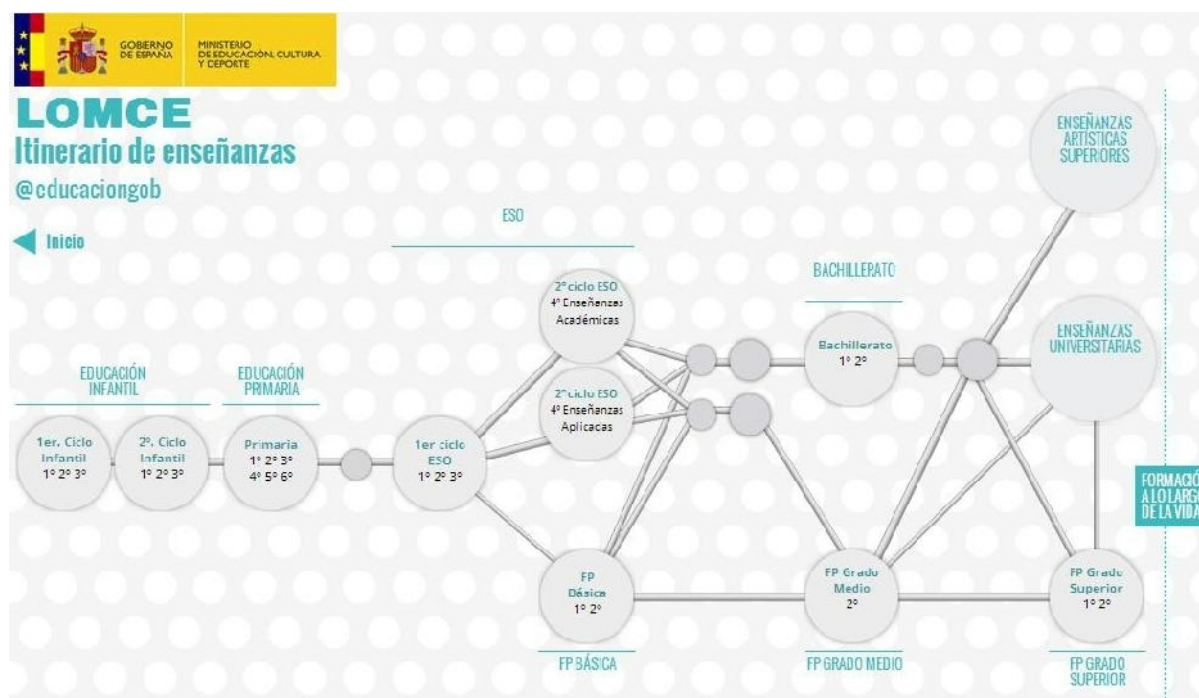 GOBIERNO
DE ESPAÑA
MINISTERIO
DE EDUCACIÓN, CULTURA
Y DEPORTE
LOMCE
Itinerario de enseñanzas
@educaciongob
Inicio
ESO
BACHILLERATO
ENSEÑANZAS
ARTÍSTICAS
SUPERIORES
2º ciclo ESO
4º Enseñanzas
Académicas
Bachillerato
1º 2º
ENSEÑANZAS
UNIVERSITARIAS
EDUCACIÓN
INFANTIL
EDUCACIÓN
PRIMARIA
2º ciclo ESO
4º Enseñanzas
Aplicadas
1er. Ciclo
Infantil
1º 2º 3º
2º. Ciclo
Infantil
1º 2º 3º
Primaria
1º 2º 3º
4º 5º 6º
1er ciclo
ESO
1º 2º 3º
FORMACIÓ
A LO LARG
DE LA VIDA
FP
Básica
1º 2º
FP Grado
Medio
2º
FP Grado
Superior
1º 2º
FP BÁSICA
FP GRADO MEDIO
FP GRADO
SUPERIOR